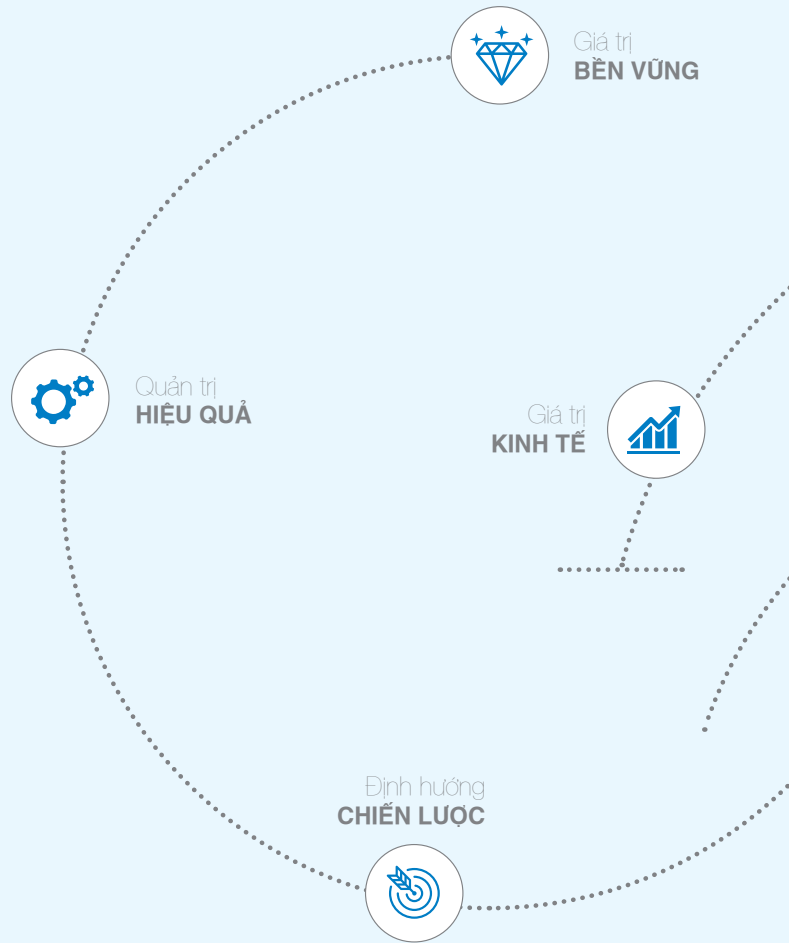 Giá trị
BỀN VỮNG
Quản trị
HIỆU QUẢ
Giá trị
KINH TẾ
Định hướng
CHIẾN LƯỢC